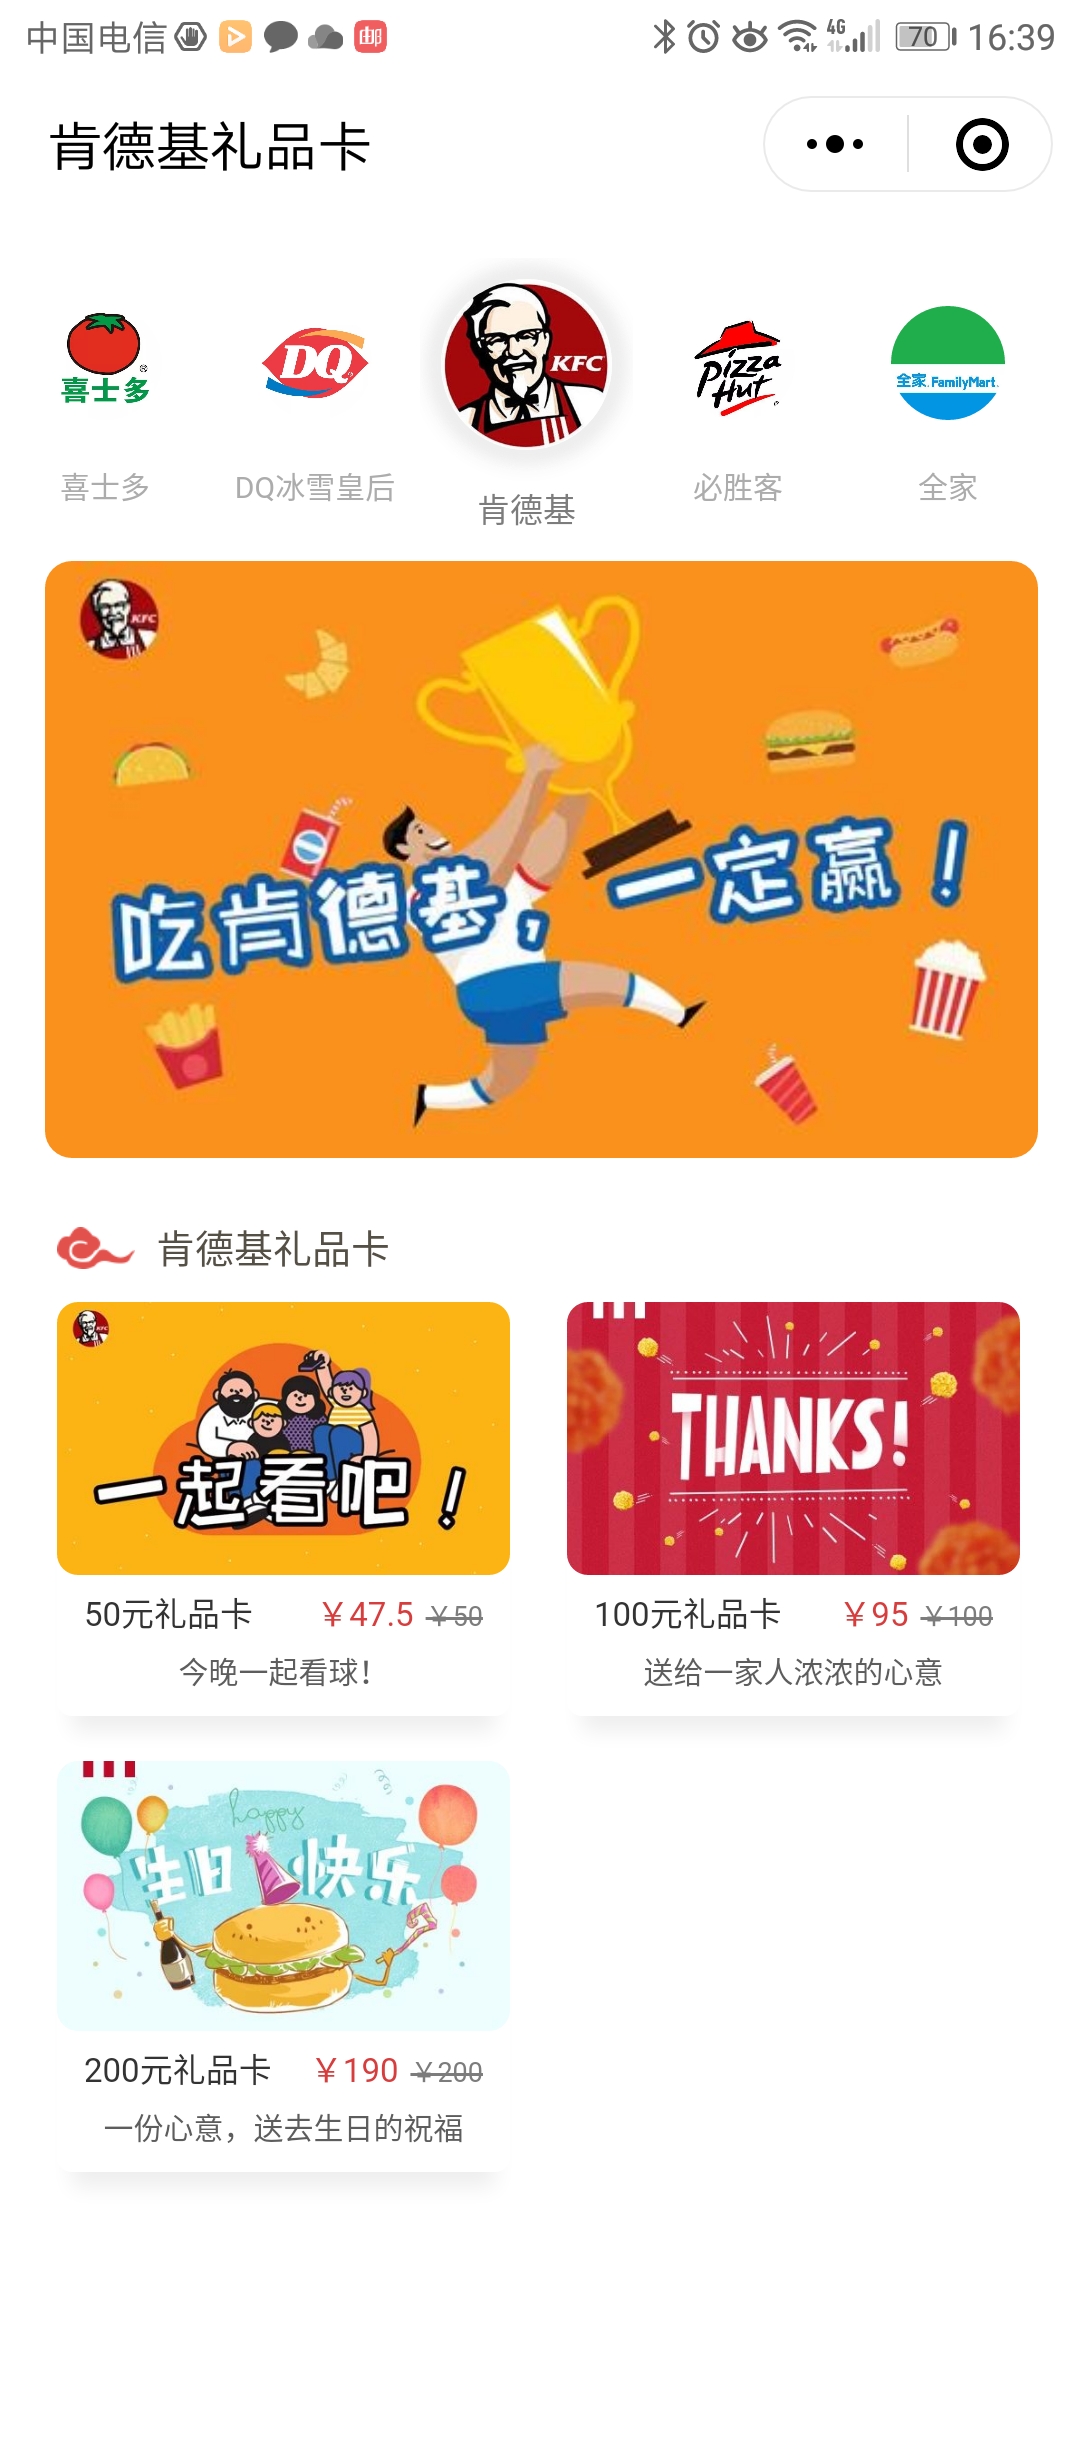 中国电信 邮 4G 70 16:39
肯德基礼品卡
喜士多
DQ
KFC
Pizza Hut
全家 FamilyMart
喜士多 DQ冰雪皇后 肯德基 必胜客 全家
KFC
吃肯德基，一定赢！
肯德基礼品卡
KFC
一起看吧！
THANKS!
50元礼品卡 ￥47.5 ￥50
今晚一起看球！
100元礼品卡 ￥95 ￥100
送给一家人浓浓的心意
happy
生日快乐
200元礼品卡 ￥190 ￥200
一份心意，送去生日的祝福